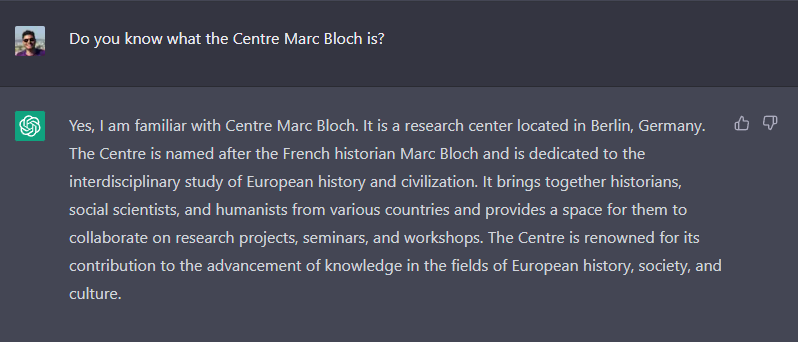 Do you know what the Centre Marc Bloch is?
Yes, I am familiar with Centre Marc Bloch. It is a research center located in Berlin, Germany.
The Centre is named after the French historian Marc Bloch and is dedicated to the
interdisciplinary study of European history and civilization. It brings together historians,
social scientists, and humanists from various countries and provides a space for them to
collaborate on research projects, seminars, and workshops. The Centre is renowned for its
contribution to the advancement of knowledge in the fields of European history, society, and
culture.